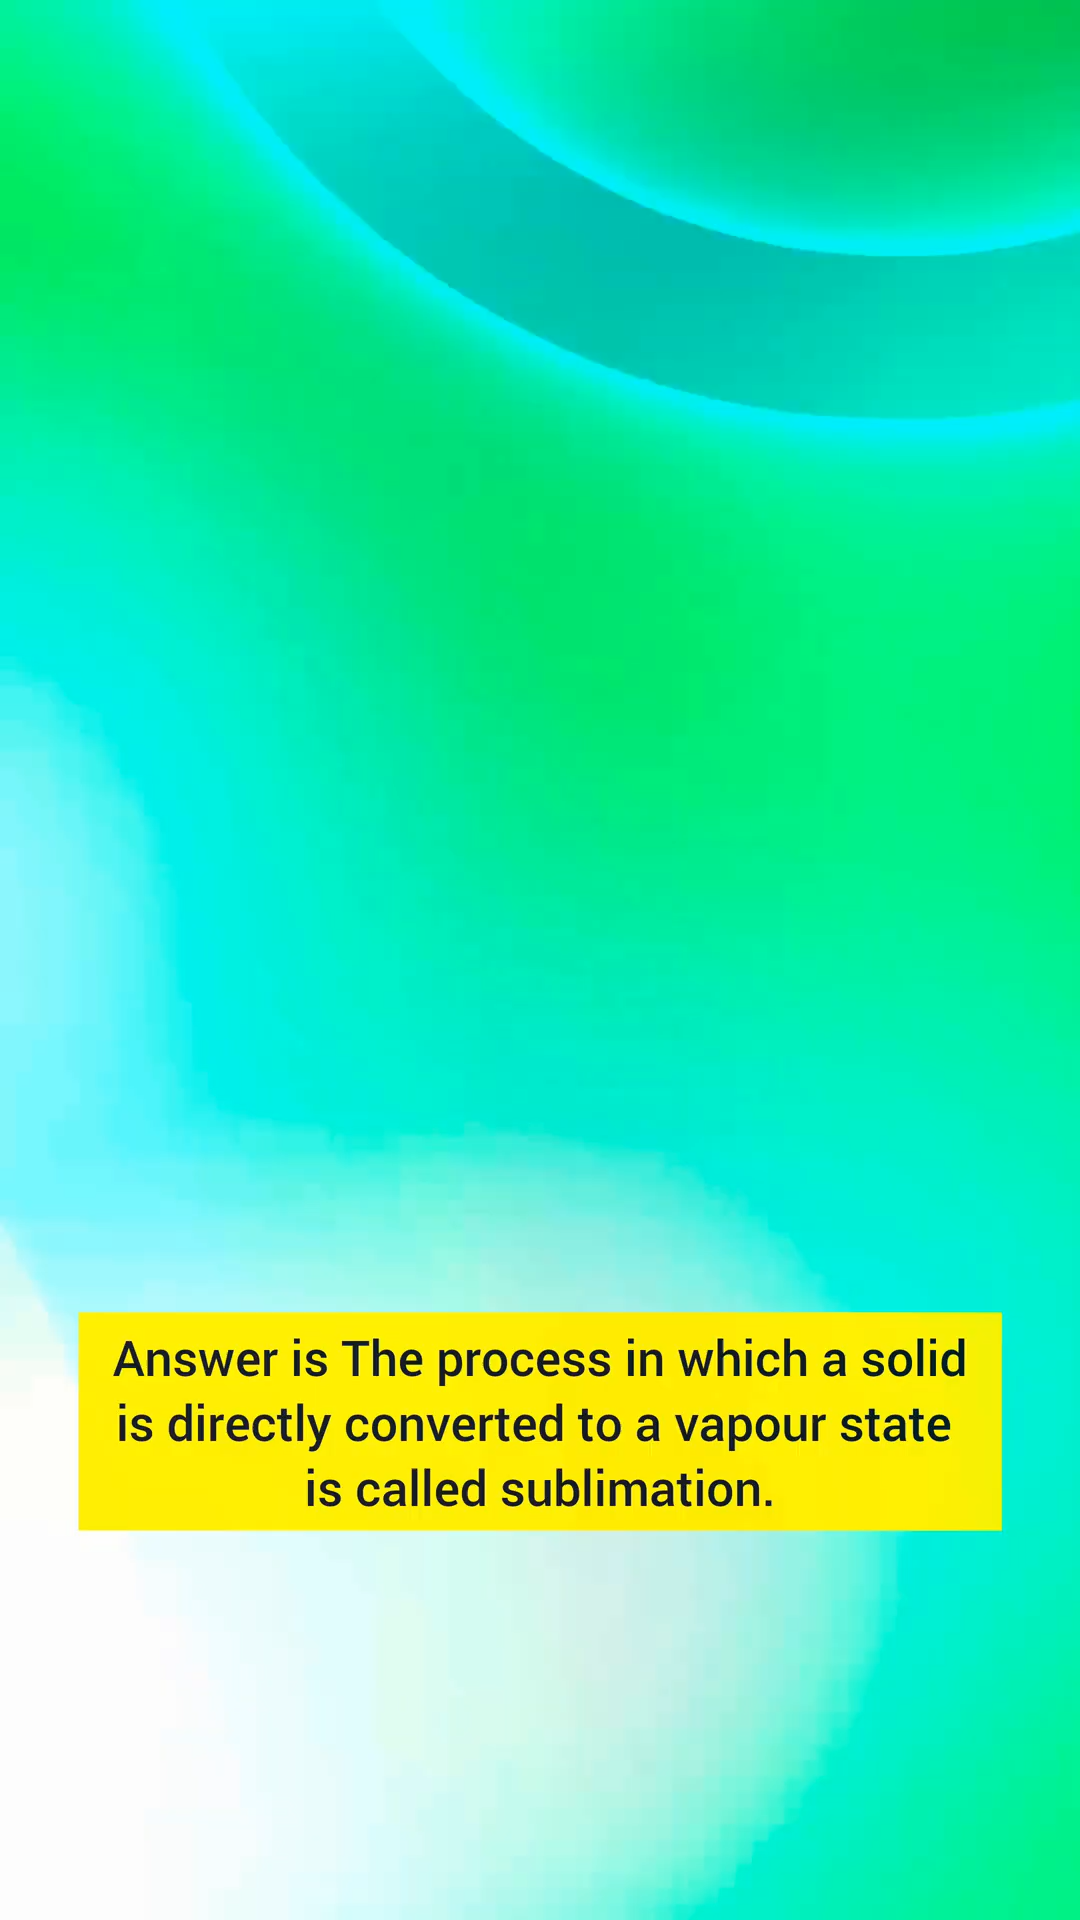 Answer is The process in which a solid
is directly converted to a vapour state
is called sublimation.